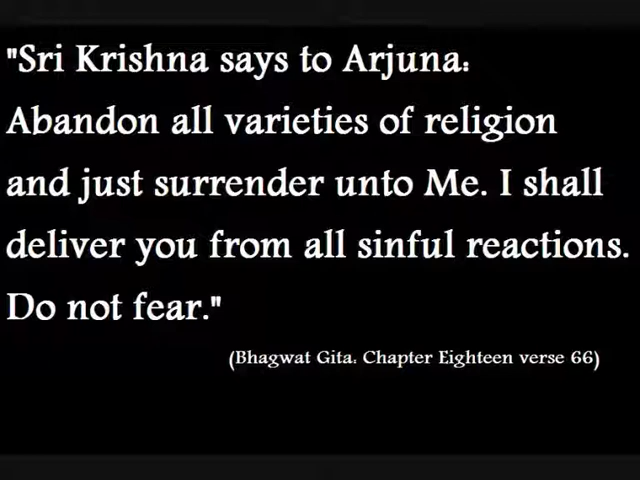 "Sri Krishna says to Arjuna:
Abandon all varieties of religion
and just surrender unto Me. I shall
deliver you from all sinful reactions.
Do not fear."
(Bhagwat Gita: Chapter Eighteen verse 66)